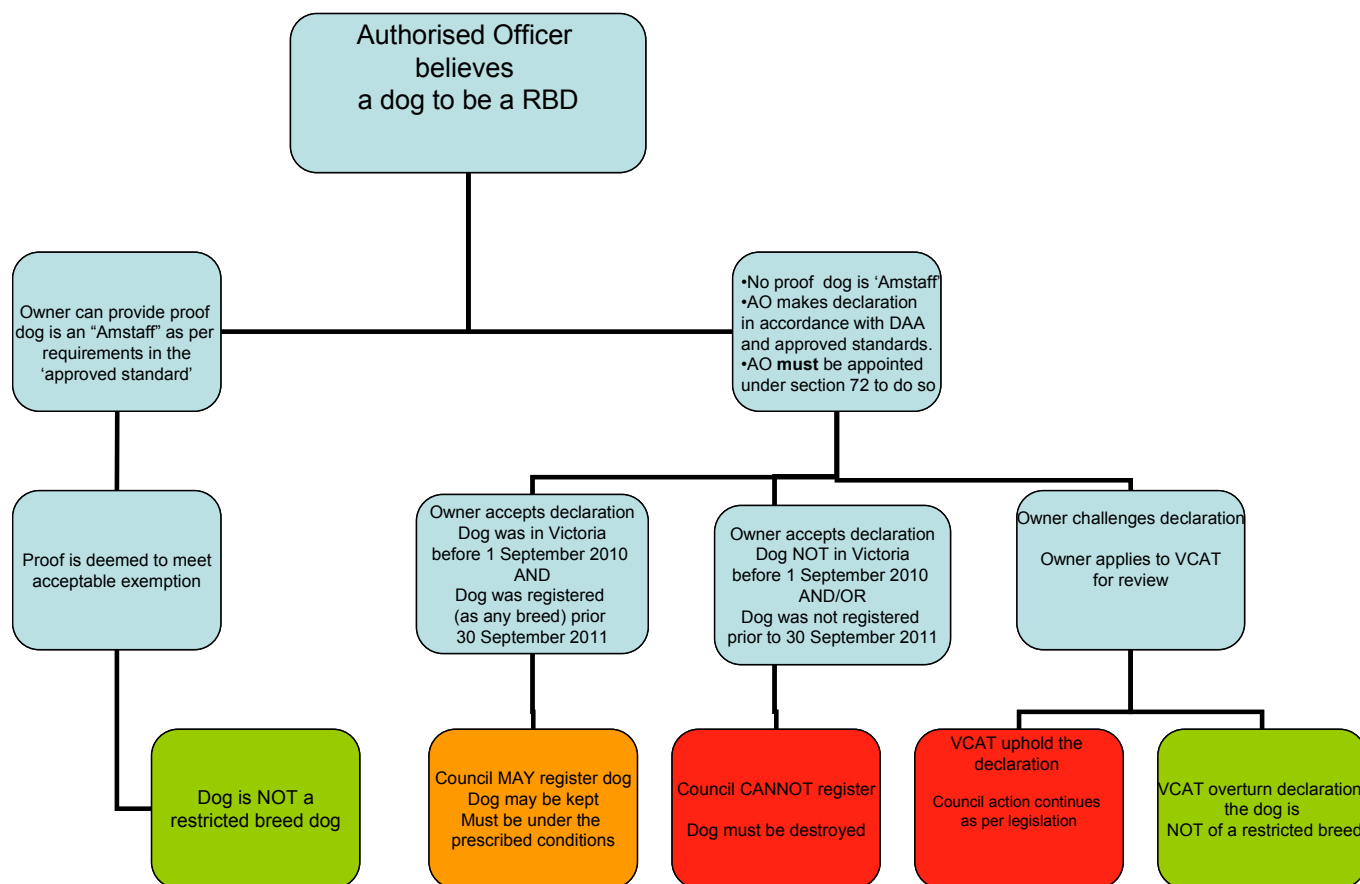 Authorised Officer
believes
a dog to be a RBD
Owner can provide proof
dog is an “Amstaff” as per
requirements in the
‘approved standard’
•No proof dog is ‘Amstaff’
•AO makes declaration
in accordance with DAA
and approved standards.
•AO must be appointed
under section 72 to do so
Proof is deemed to meet
acceptable exemption
Owner accepts declaration
Dog was in Victoria
before 1 September 2010
AND
Dog was registered
(as any breed) prior
30 September 2011
Owner accepts declaration
Dog NOT in Victoria
before 1 September 2010
AND/OR
Dog was not registered
prior to 30 September 2011
Owner challenges declaration
Owner applies to VCAT
for review
Dog is NOT a
restricted breed dog
Council MAY register dog
Dog may be kept
Must be under the
prescribed conditions
Council CANNOT register
Dog must be destroyed
VCAT uphold the
declaration
Council action continues
as per legislation
VCAT overturn declaration
the dog is
NOT of a restricted breed